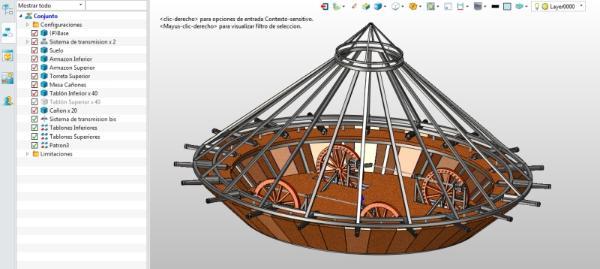 Mostrar todo
Layer0000
<clic-derecho> para opciones de entrada Contexto-sensitivo.
<Mayus-clic-derecho> para visualizar filtro de seleccion.
Conjunto
Configuraciones
(P)Base
Sistema de transmision x 2
Suelo
Armazon Inferior
Armazon Superior
Torreta Superior
Mesa Cañones
Tablón Inferior x 40
Tablón Superior x 40
Cañon x 20
Sistema de transmision bis
Tablones Inferiores
Tablones Superiores
Patron3
Limitaciones